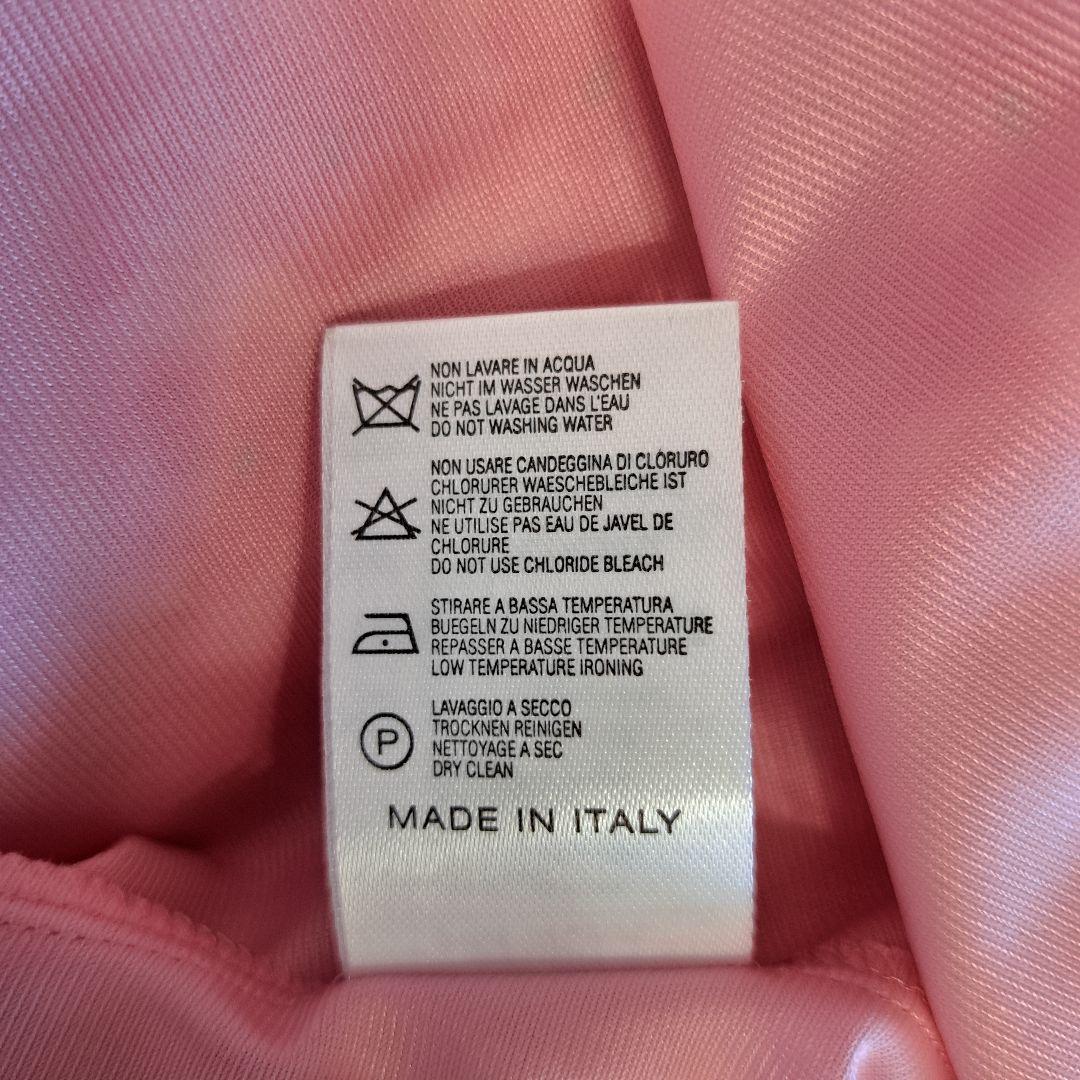 NON LAVARE IN ACQUA
NICHT IM WASSER WASCHEN
NE PAS LAVAGE DANS L'EAU
DO NOT WASHING WATER
NON USARE CANDEGGINA DI CLORURO
CHLORURER WAESCHEBLEICHE IST
NICHT ZU GEBRAUCHEN
NE UTILISE PAS EAU DE JAVEL DE
CHLORURE
DO NOT USE CHLORIDE BLEACH
STIRARE A BASSA TEMPERATURA
BUEGELN ZU NIEDRIGER TEMPERATURE
REPASSER A BASSE TEMPERATURE
LOW TEMPERATURE IRONING
P
LAVAGGIO A SECCO
TROCKNEN REINIGEN
NETTOYAGE A SEC
DRY CLEAN
MADE IN ITALY